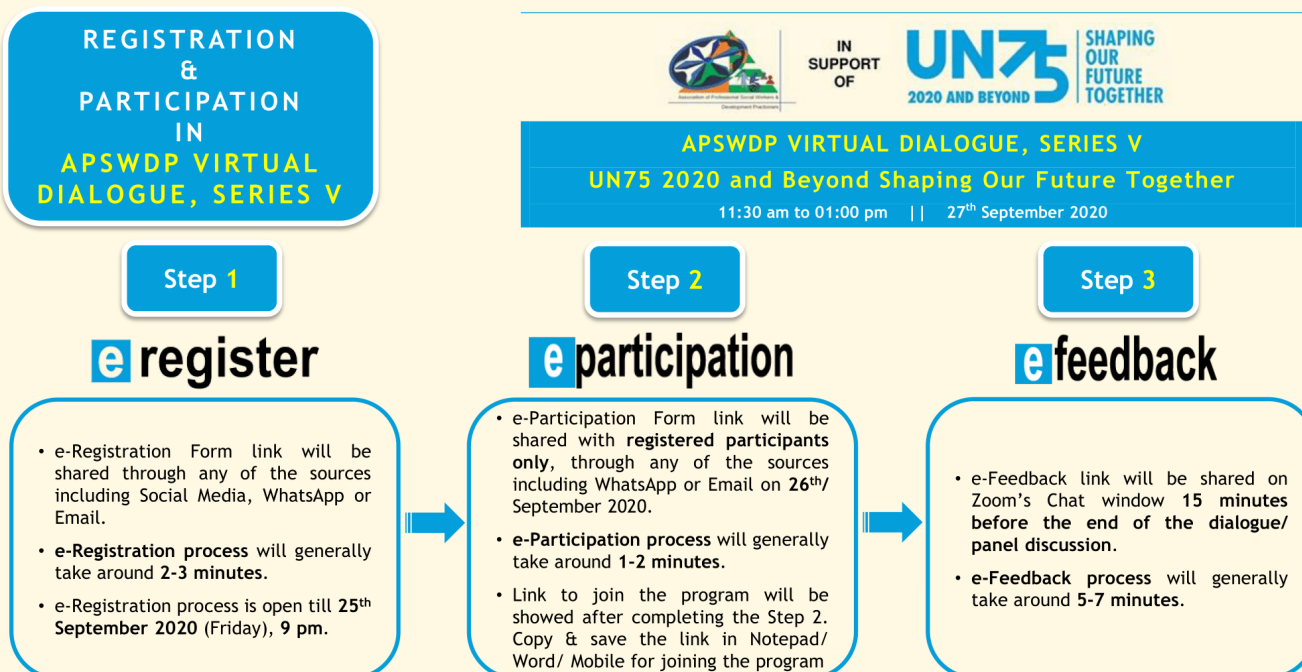 REGISTRATION
&
PARTICIPATION
IN
APSWDP VIRTUAL
DIALOGUE, SERIES V
Association of Professional Social Workers &
Development Practitioners
IN
SUPPORT
OF
UN75
2020 AND BEYOND
SHAPING
OUR
FUTURE
TOGETHER
APSWDP VIRTUAL DIALOGUE, SERIES V
UN75 2020 and Beyond Shaping Our Future Together
11:30 am to 01:00 pm || 27th September 2020
Step 1
e register
• e-Registration Form link will be
shared through any of the sources
including Social Media, WhatsApp or
Email.
• e-Registration process will generally
take around 2-3 minutes.
• e-Registration process is open till 25th
September 2020 (Friday), 9 pm.
Step 2
e participation
• e-Participation Form link will be
shared with registered participants
only, through any of the sources
including WhatsApp or Email on 26th/
September 2020.
• e-Participation process will generally
take around 1-2 minutes.
• Link to join the program will be
showed after completing the Step 2.
Copy & save the link in Notepad/
Word/ Mobile for joining the program
Step 3
e feedback
• e-Feedback link will be shared on
Zoom's Chat window 15 minutes
before the end of the dialogue/
panel discussion.
• e-Feedback process will generally
take around 5-7 minutes.